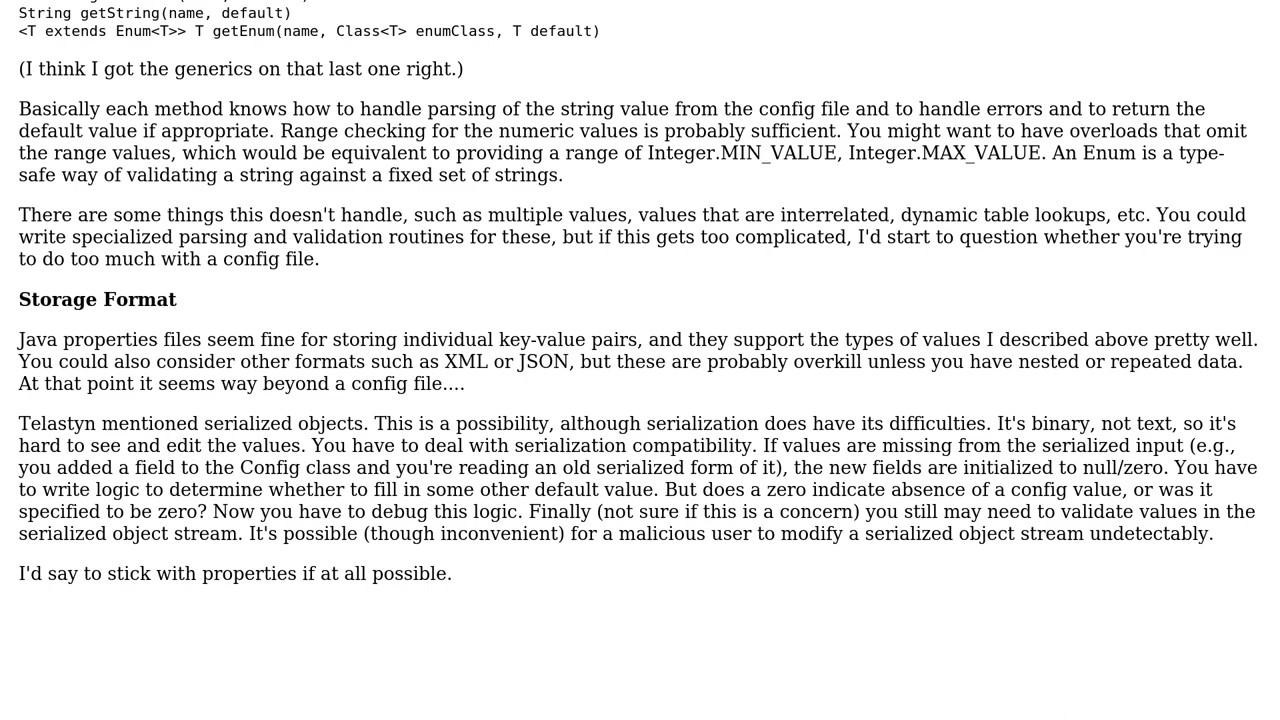 String getString(name, default)
<T extends Enum<T>> T getEnum(name, Class<T> enumClass, T default)
(I think I got the generics on that last one right.)
Basically each method knows how to handle parsing of the string value from the config file and to handle errors and to return the
default value if appropriate. Range checking for the numeric values is probably sufficient. You might want to have overloads that omit
the range values, which would be equivalent to providing a range of Integer.MIN_VALUE, Integer.MAX_VALUE. An Enum is a type-
safe way of validating a string against a fixed set of strings.
There are some things this doesn't handle, such as multiple values, values that are interrelated, dynamic table lookups, etc. You could
write specialized parsing and validation routines for these, but if this gets too complicated, I'd start to question whether you're trying
to do too much with a config file.
Storage Format
Java properties files seem fine for storing individual key-value pairs, and they support the types of values I described above pretty well.
You could also consider other formats such as XML or JSON, but these are probably overkill unless you have nested or repeated data.
At that point it seems way beyond a config file....
Telastyn mentioned serialized objects. This is a possibility, although serialization does have its difficulties. It's binary, not text, so it's
hard to see and edit the values. You have to deal with serialization compatibility. If values are missing from the serialized input (e.g.,
you added a field to the Config class and you're reading an old serialized form of it), the new fields are initialized to null/zero. You have
to write logic to determine whether to fill in some other default value. But does a zero indicate absence of a config value, or was it
specified to be zero? Now you have to debug this logic. Finally (not sure if this is a concern) you still may need to validate values in the
serialized object stream. It's possible (though inconvenient) for a malicious user to modify a serialized object stream undetectably.
I'd say to stick with properties if at all possible.